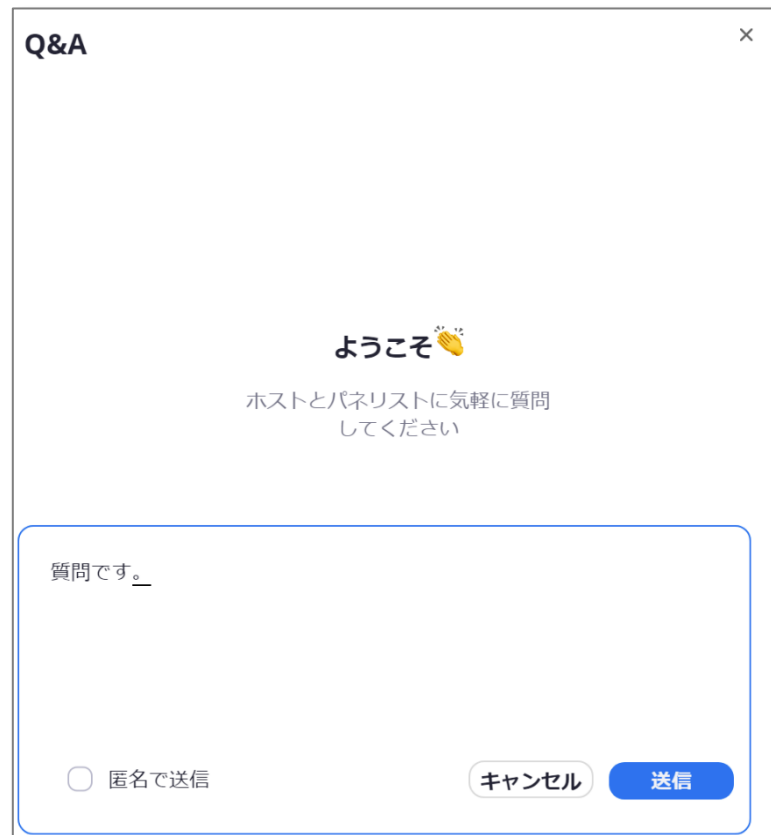 Q&A
ようこそ👏
ホストとパネリストに気軽に質問
してください
質問です。
匿名で送信
キャンセル
送信